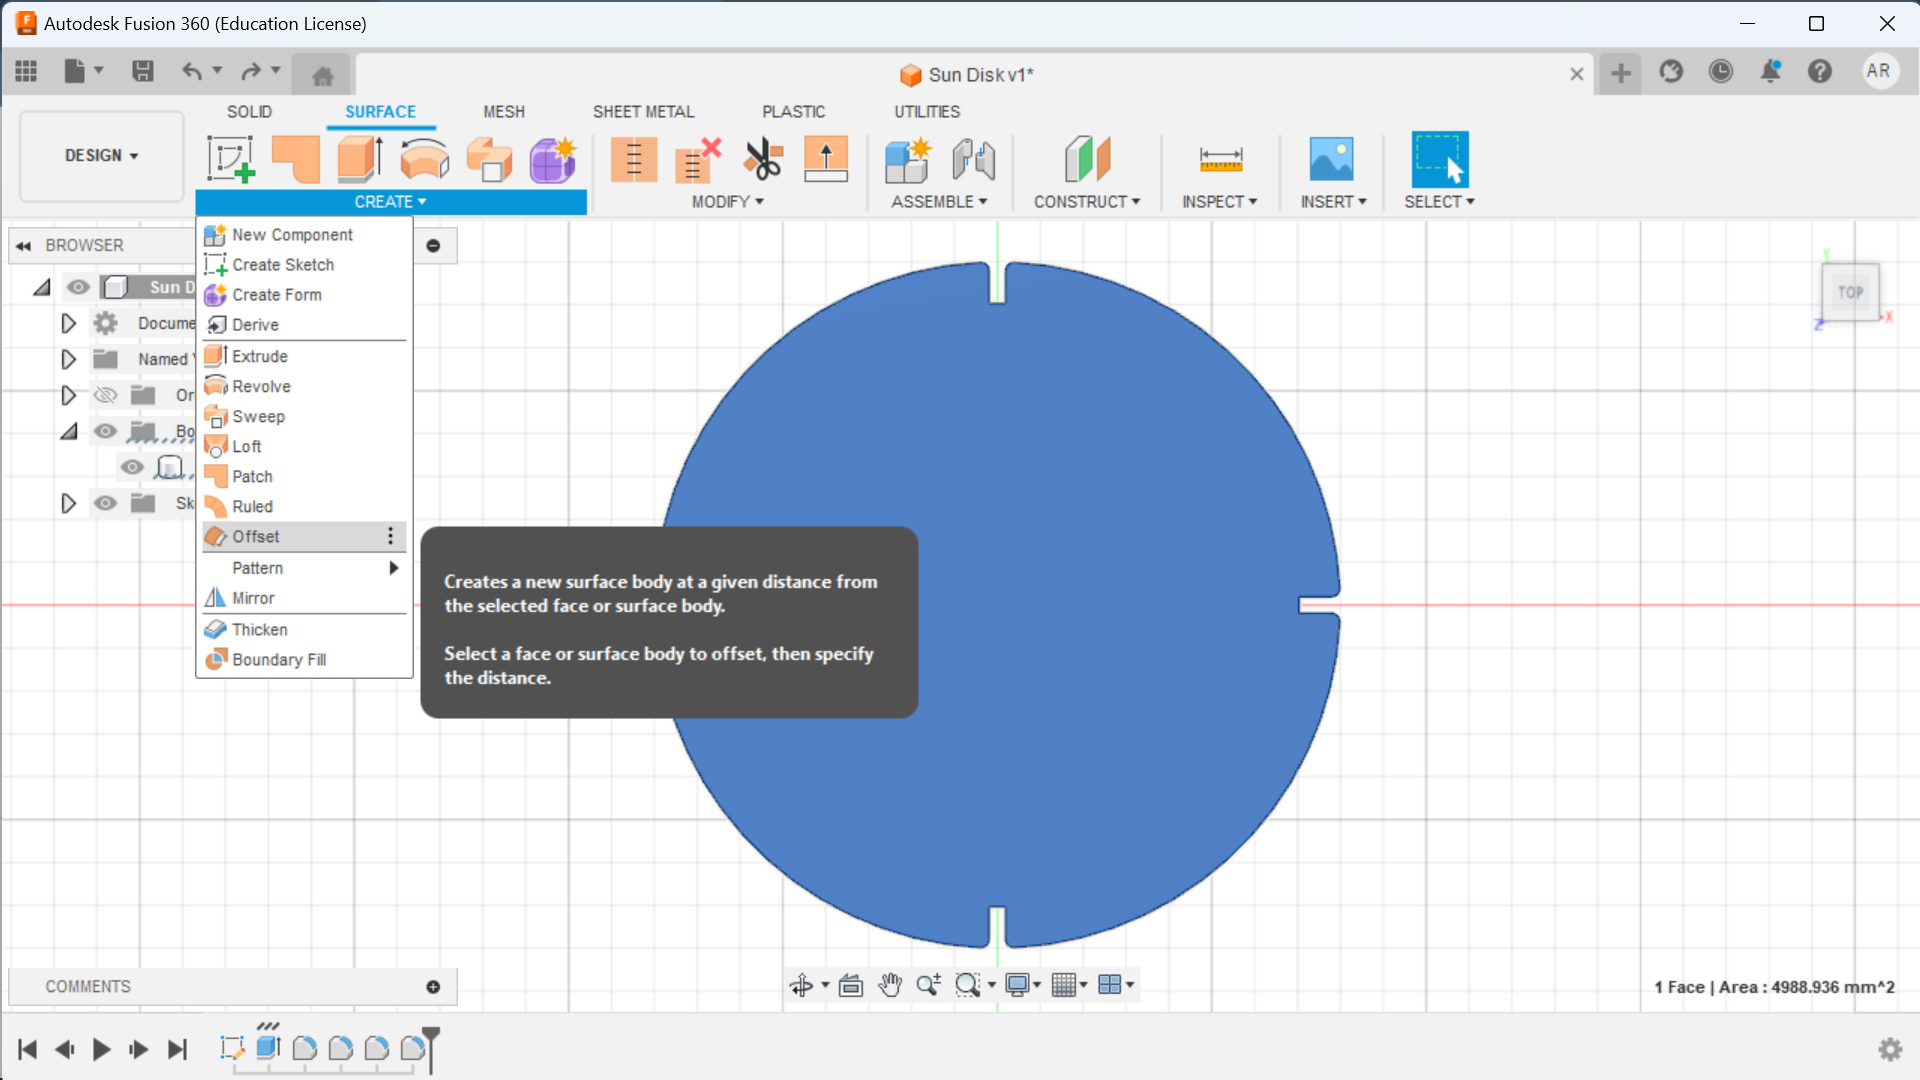 Autodesk Fusion 360 (Education License)
Sun Disk v1*
AR
SOLID SURFACE MESH SHEET METAL PLASTIC UTILITIES
DESIGN
CREATE MODIFY ASSEMBLE CONSTRUCT INSPECT INSERT SELECT
BROWSER
Sun D
Docume
Named
Or
Bo
Sk
New Component
Create Sketch
Create Form
Derive
Extrude
Revolve
Sweep
Loft
Patch
Ruled
Offset
Pattern
Mirror
Thicken
Boundary Fill
Creates a new surface body at a given distance from
the selected face or surface body.
Select a face or surface body to offset, then specify
the distance.
Y
TOP
Z
X
COMMENTS
1 Face | Area : 4988.936 mm^2